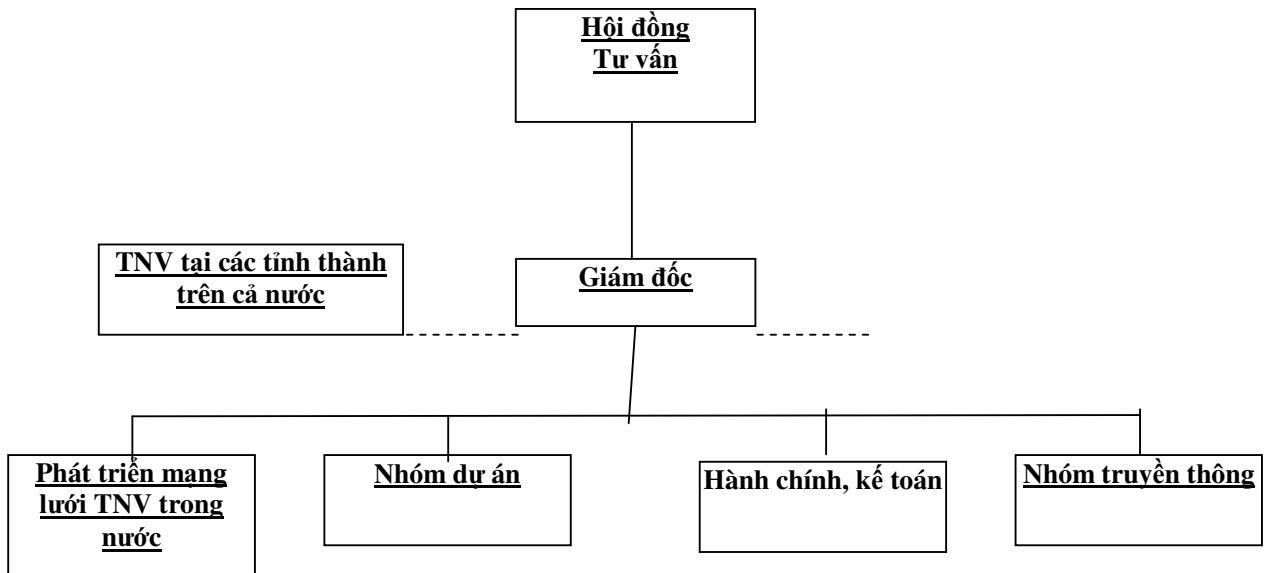 Hội đồng
Tư vấn
TNV tại các tỉnh thành
trên cả nước
Giám đốc
Phát triển mạng
lưới TNV trong
nước
Nhóm dự án
Hành chính, kế toán
Nhóm truyền thông